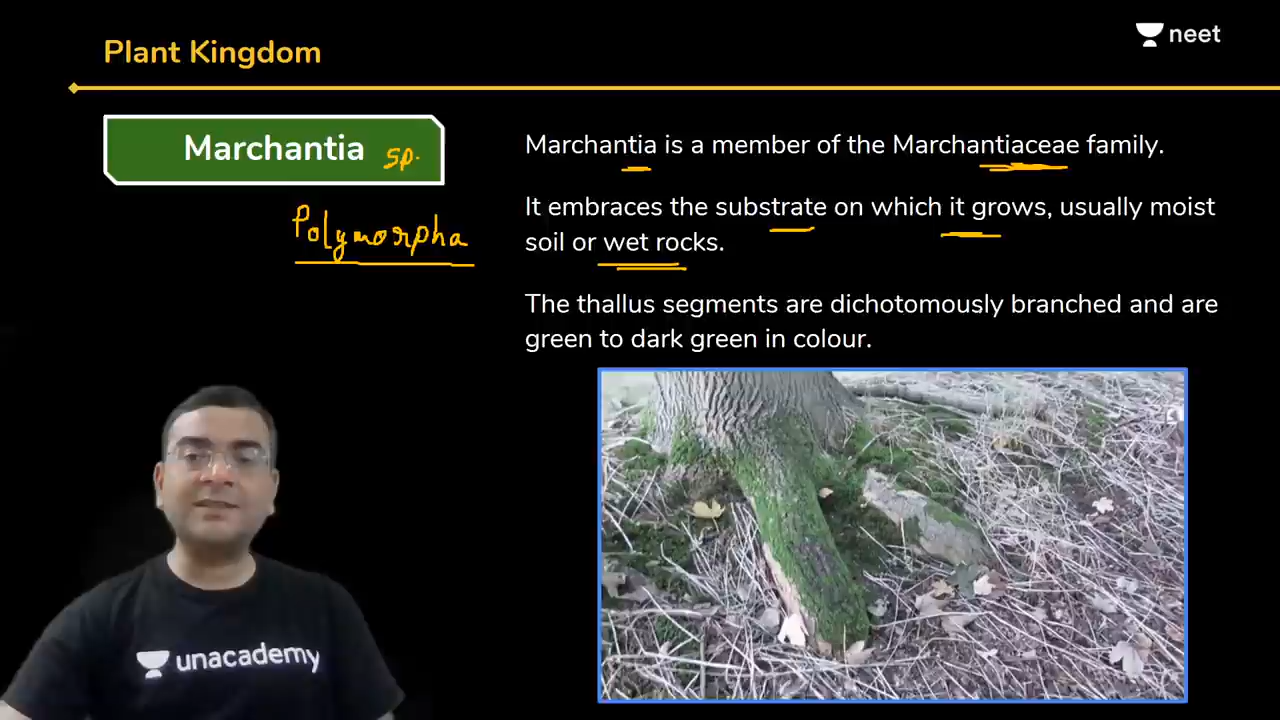 Plant Kingdom
neet
Marchantia sp.
Polymorpha
Marchantia is a member of the Marchantiaceae family.
It embraces the substrate on which it grows, usually moist
soil or wet rocks.
The thallus segments are dichotomously branched and are
green to dark green in colour.
unacademy